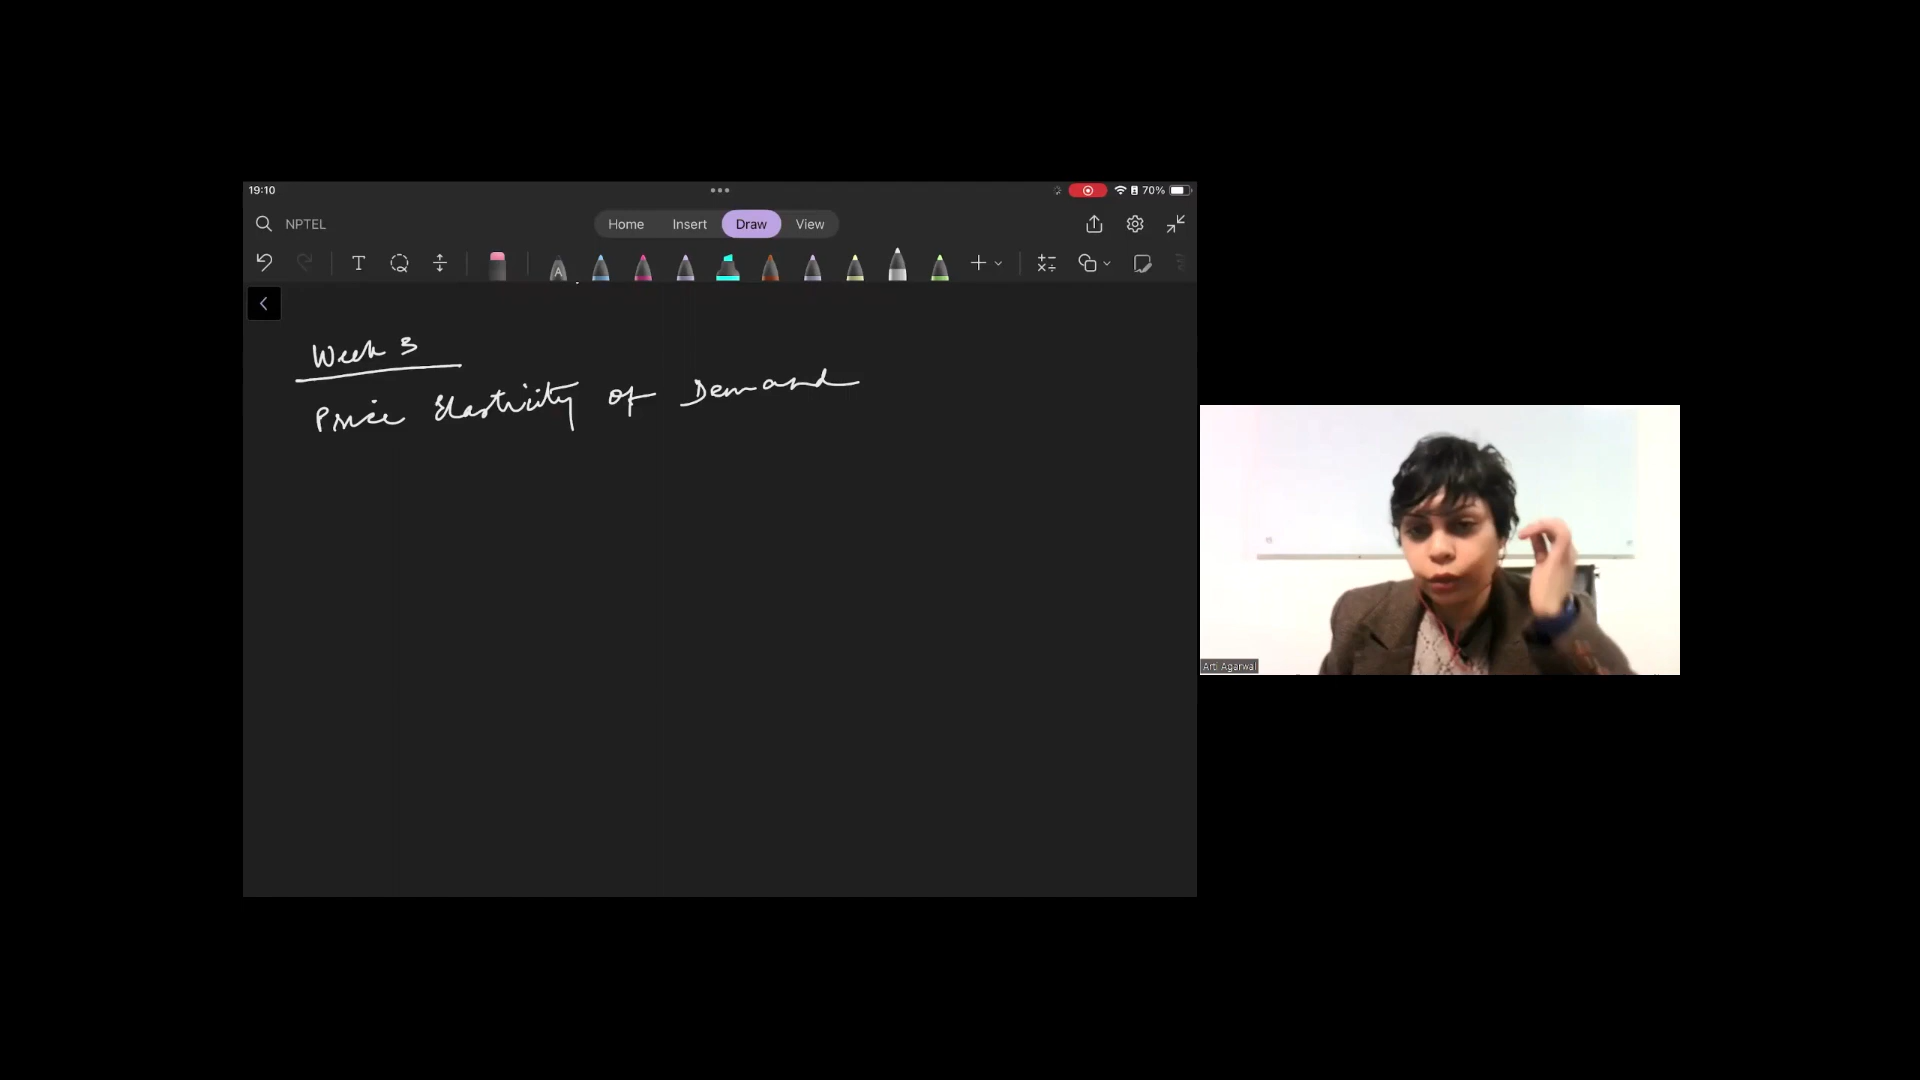 19:10
70%
NPTEL
Home Insert Draw View
T
A
Week 3
Price Elasticity of Demand
Arti Agarwal